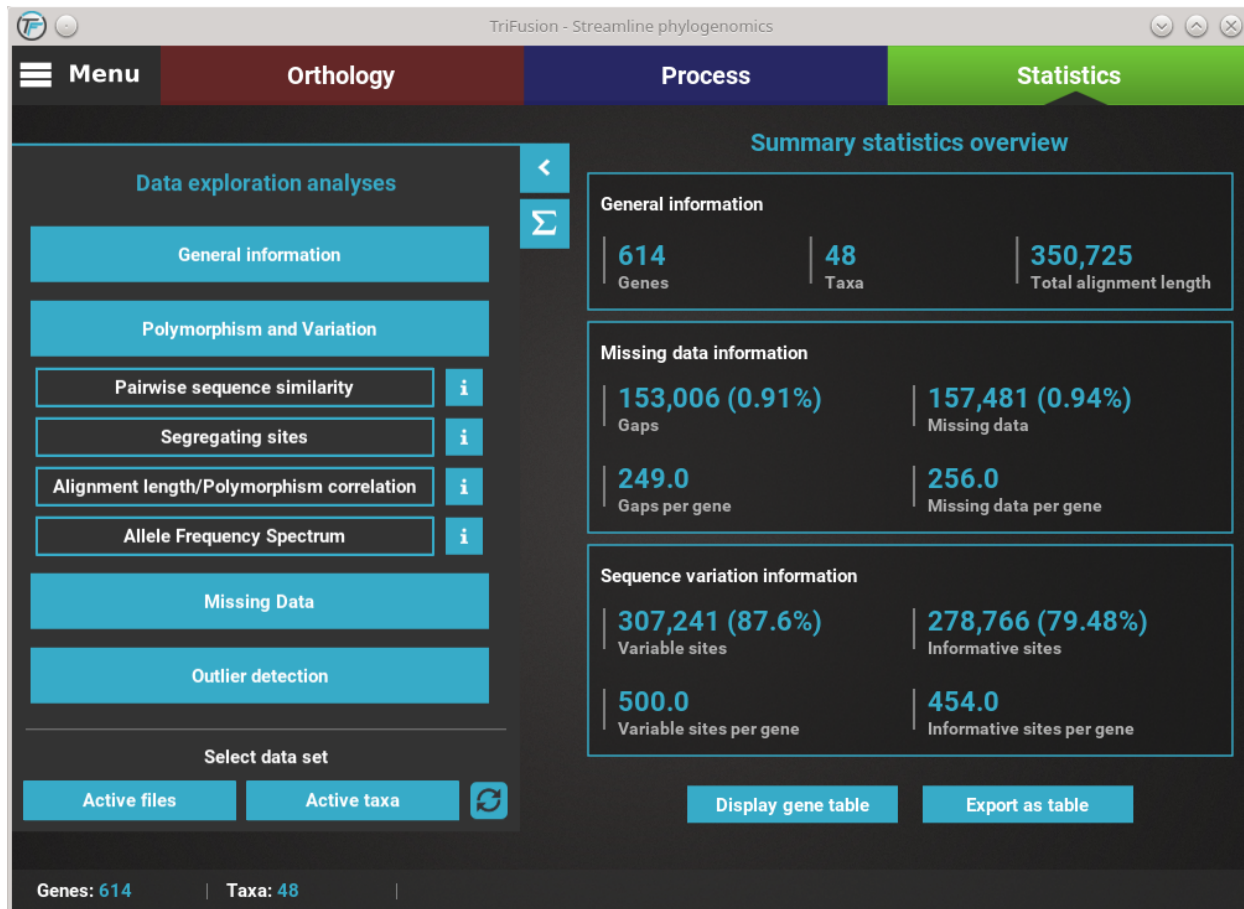 TriFusion - Streamline phylogenomics
Menu
Orthology
Process
Statistics
Data exploration analyses
General information
Polymorphism and Variation
Pairwise sequence similarity
i
Segregating sites
i
Alignment length/Polymorphism correlation
i
Allele Frequency Spectrum
i
Missing Data
Outlier detection
Select data set
Active files
Active taxa
<
Σ
Summary statistics overview
General information
614
Genes
48
Taxa
350,725
Total alignment length
Missing data information
153,006 (0.91%)
Gaps
157,481 (0.94%)
Missing data
249.0
Gaps per gene
256.0
Missing data per gene
Sequence variation information
307,241 (87.6%)
Variable sites
278,766 (79.48%)
Informative sites
500.0
Variable sites per gene
454.0
Informative sites per gene
Display gene table
Export as table
Genes: 614
Taxa: 48